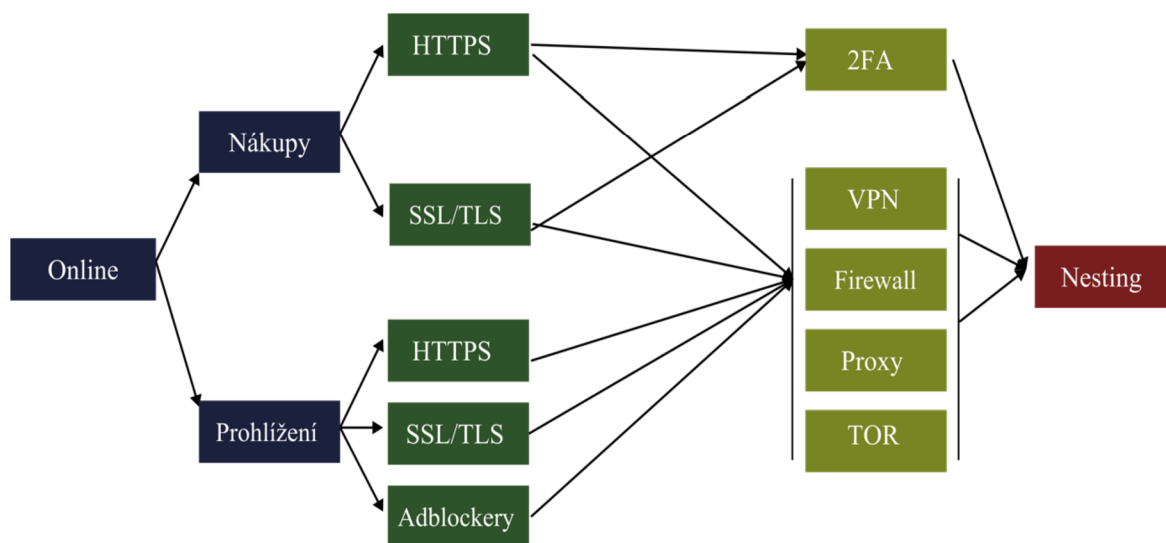 Online
Nákupy
Prohlížení
HTTPS
SSL/TLS
HTTPS
SSL/TLS
Adblockery
2FA
VPN
Firewall
Proxy
TOR
Nesting